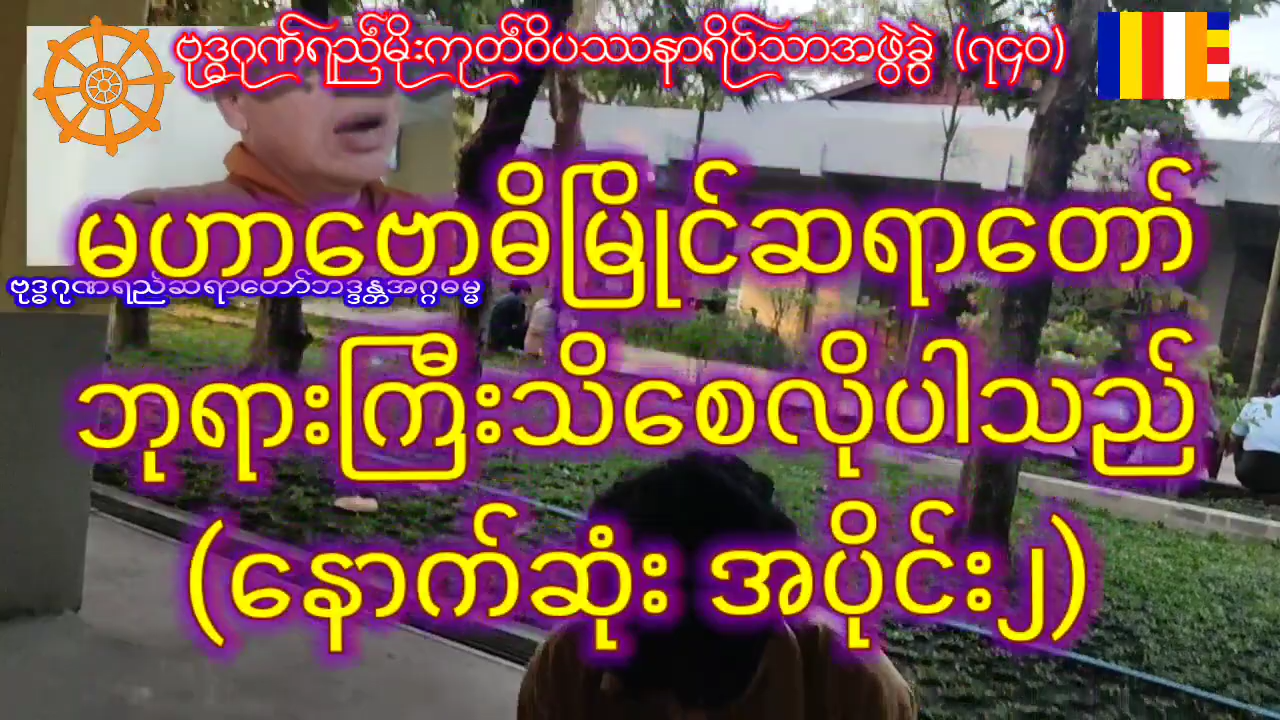 ဗုဒ္ဓဂုဏ်ရည်မိုးကုတ်ဝိပဿနာရိပ်သာအဖွဲ့ခွဲ (၇၄၀)
မဟာဗောဓိမြိုင်ဆရာတော်
ဗုဒ္ဓဂုဏ်ရည်ဆရာတော်ဘဒ္ဒန္တအဂ္ဂဓမ္မ
ဘုရားကြီးသိစေလိုပါသည်
(နောက်ဆုံး အပိုင်း၂)